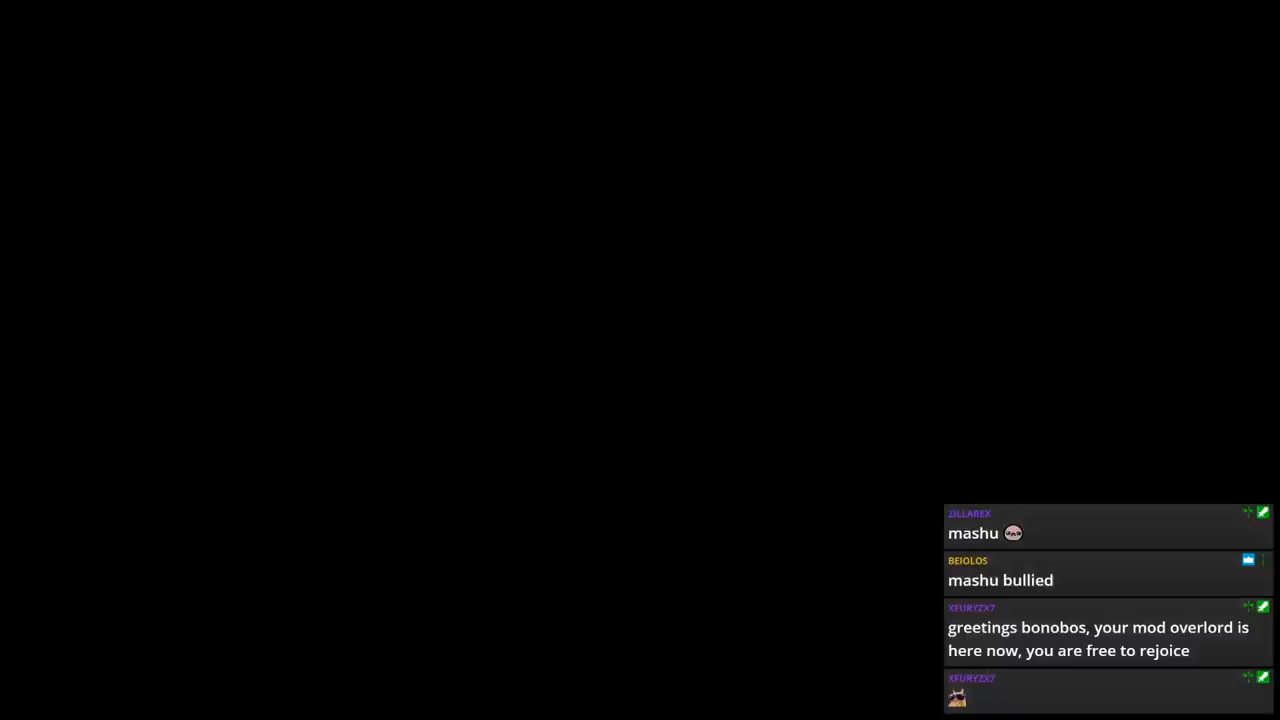 ZILLAREX
mashu
BEIOLOS
mashu bullied
XFURYZX7
greetings bonobos, your mod overlord is
here now, you are free to rejoice
XFURYZX7